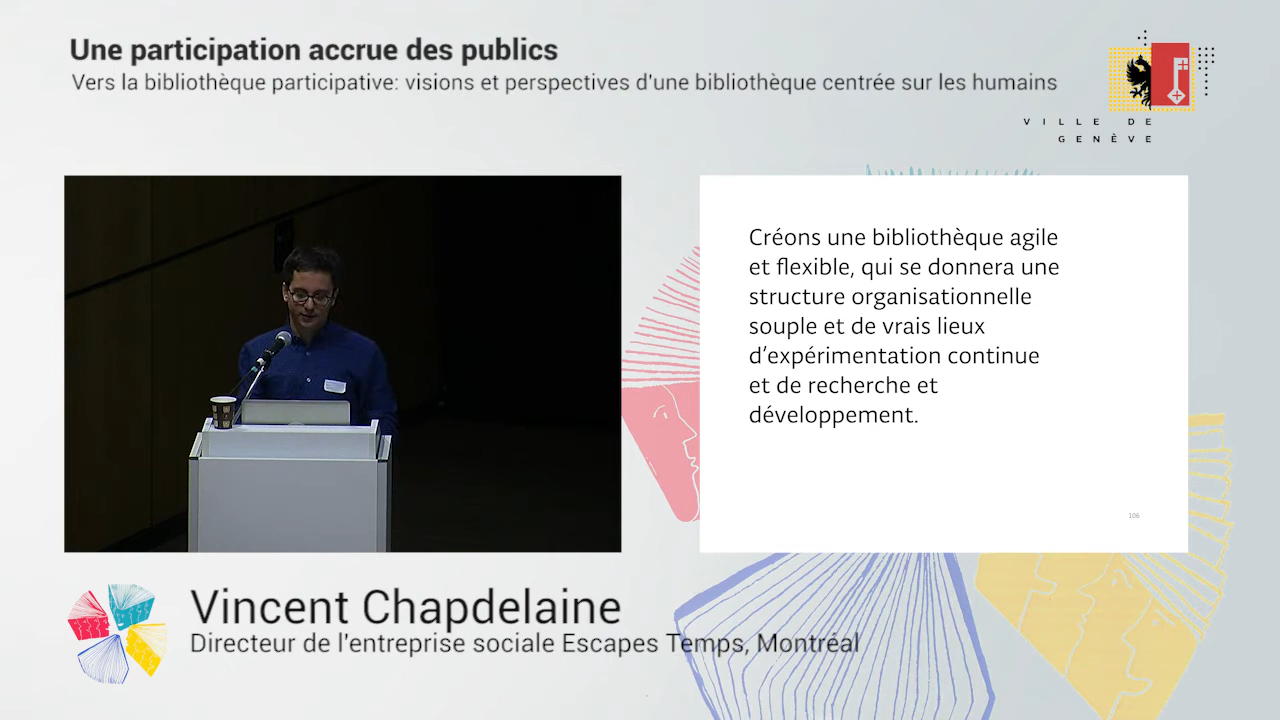 Une participation accrue des publics
Vers la bibliothèque participative: visions et perspectives d'une bibliothèque centrée sur les humains
VILLE DE
GENÈVE
Créons une bibliothèque agile
et flexible, qui se donnera une
structure organisationnelle
souple et de vrais lieux
d’expérimentation continue
et de recherche et
développement.
106
Vincent Chapdelaine
Directeur de l'entreprise sociale Escapes Temps, Montréal